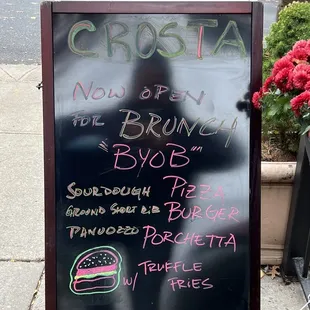 CROSTA
NOW OPEN
FOR BRUNCH
"BYOB"
SOURDOUGH PIZZA
GROUND SHORT RIB BURGER
PANUOZZO PORCHETTA
W/ TRUFFLE FRIES